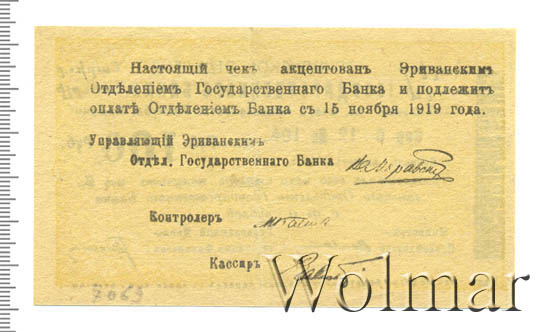 Настоящій чекъ акцептованъ Эриванскимъ
Отдѣленіемъ Государственнаго Банка и подлежитъ
оплатѣ Отдѣленіемъ Банка съ 15 ноября 1919 года.
Управляющій Эриванскимъ
Отдѣл. Государственнаго Банка
Контролеръ
Кассиръ
7069
Wolmar